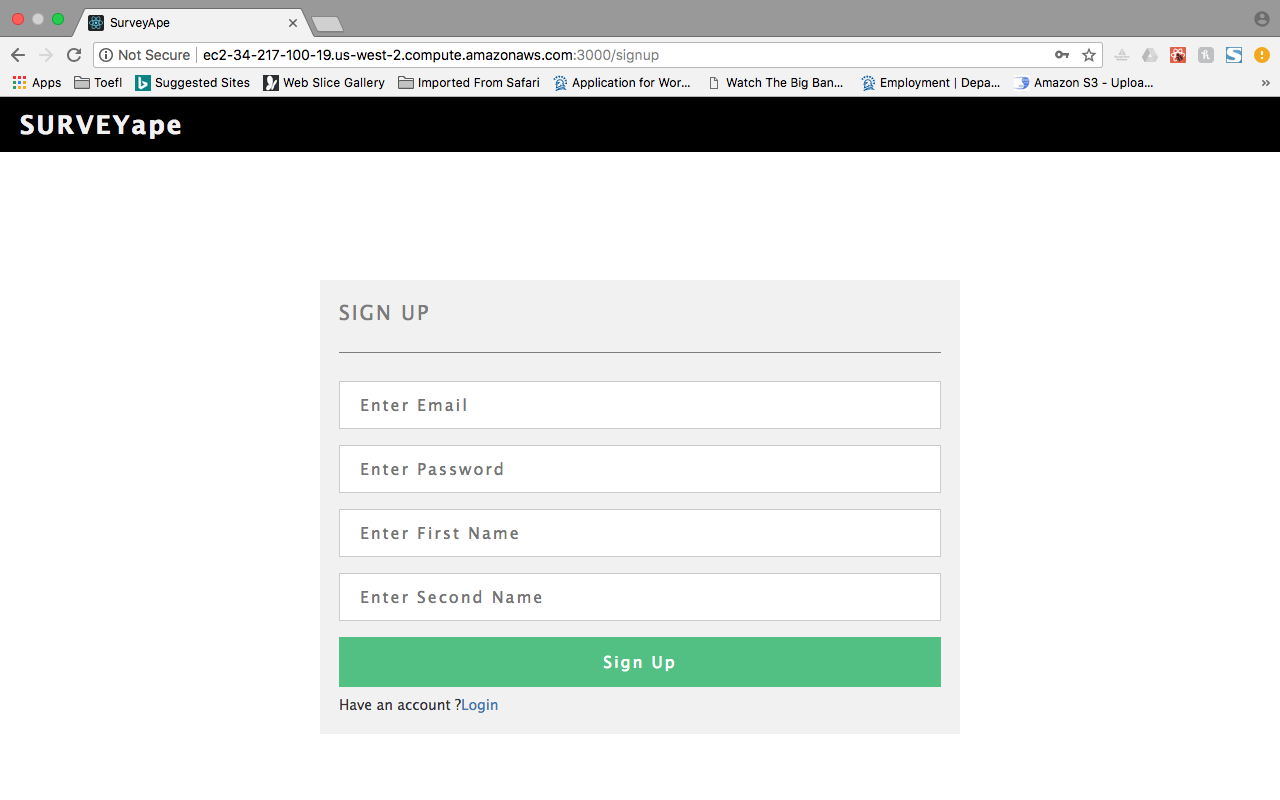 SurveyApe
Not Secure ec2-34-217-100-19.us-west-2.compute.amazonaws.com:3000/signup
Apps Toefl Suggested Sites Web Slice Gallery Imported From Safari Application for Wor... Watch The Big Ban... Employment | Depa... Amazon S3 - Uploa... »
SURVEYape
SIGN UP
Enter Email
Enter Password
Enter First Name
Enter Second Name
Sign Up
Have an account ?Login